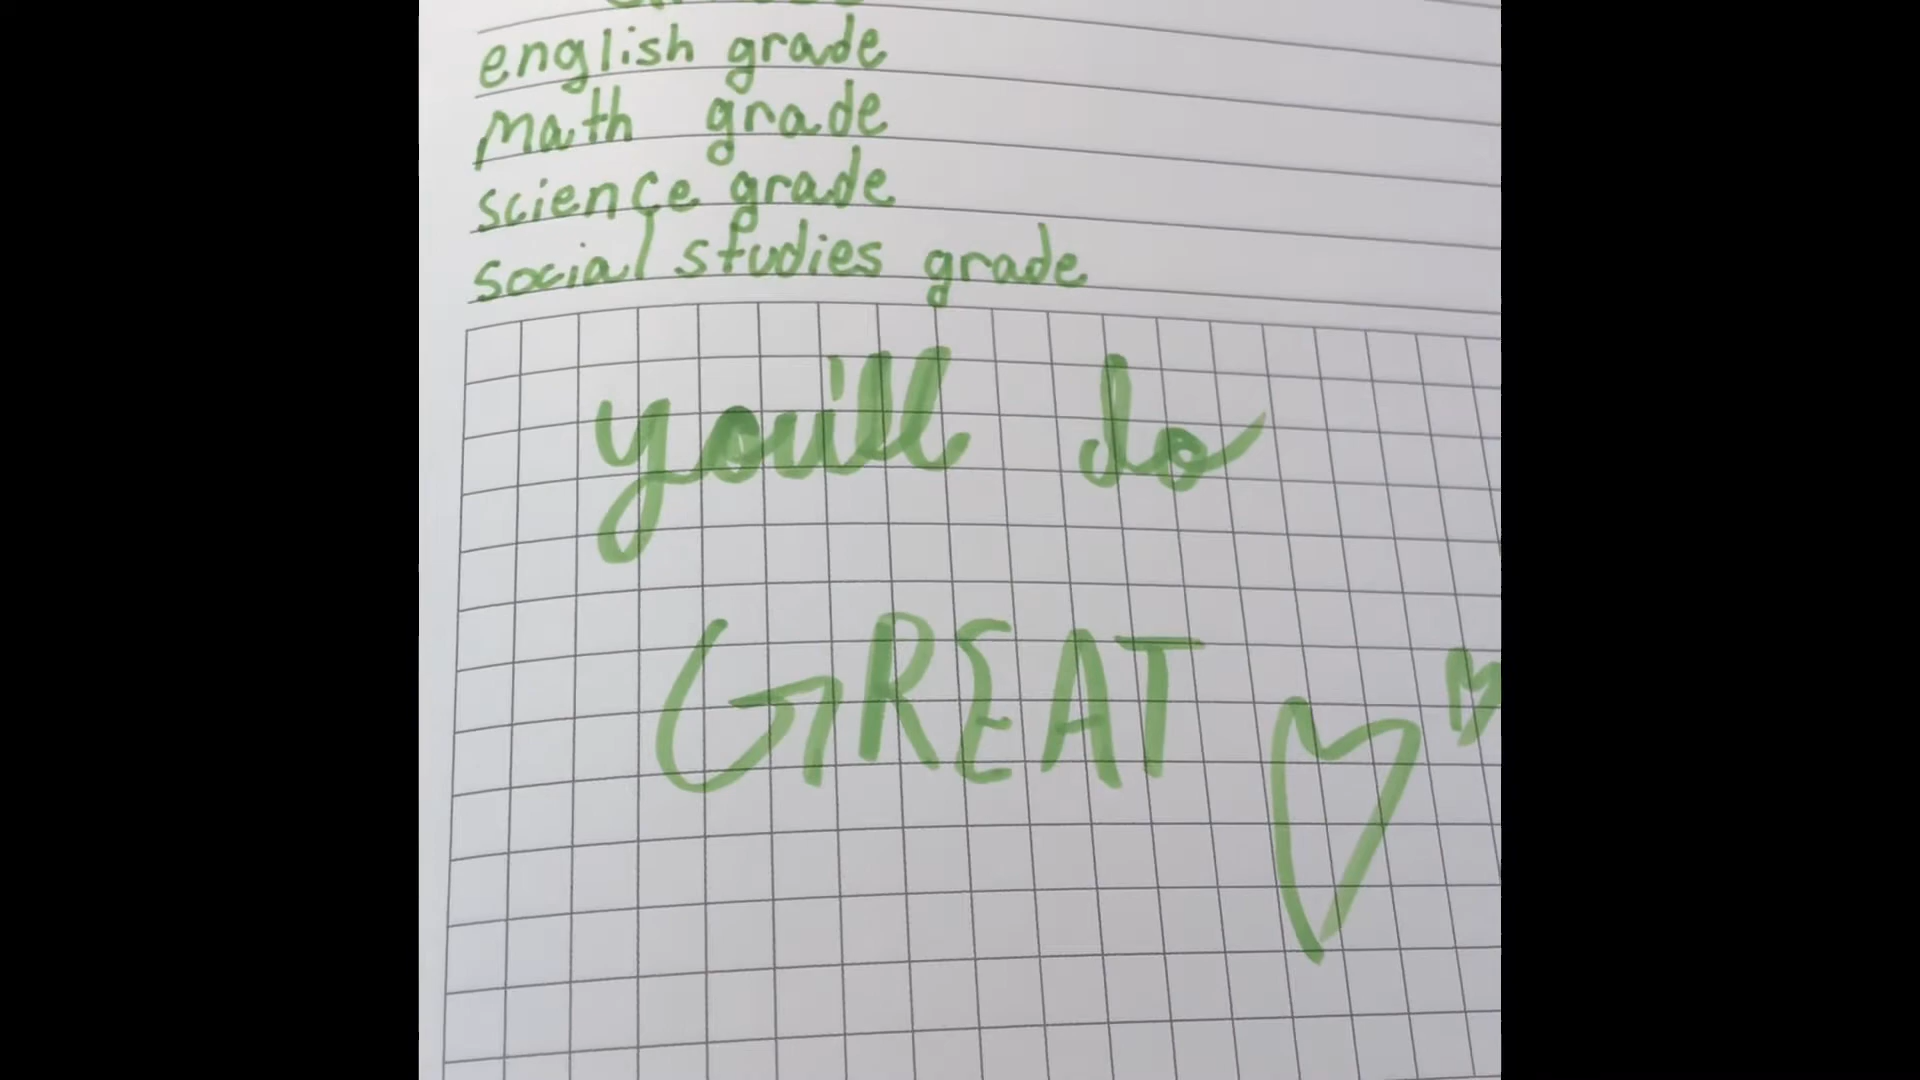 english grade
math grade
science grade
social studies grade
you'll do
GREAT